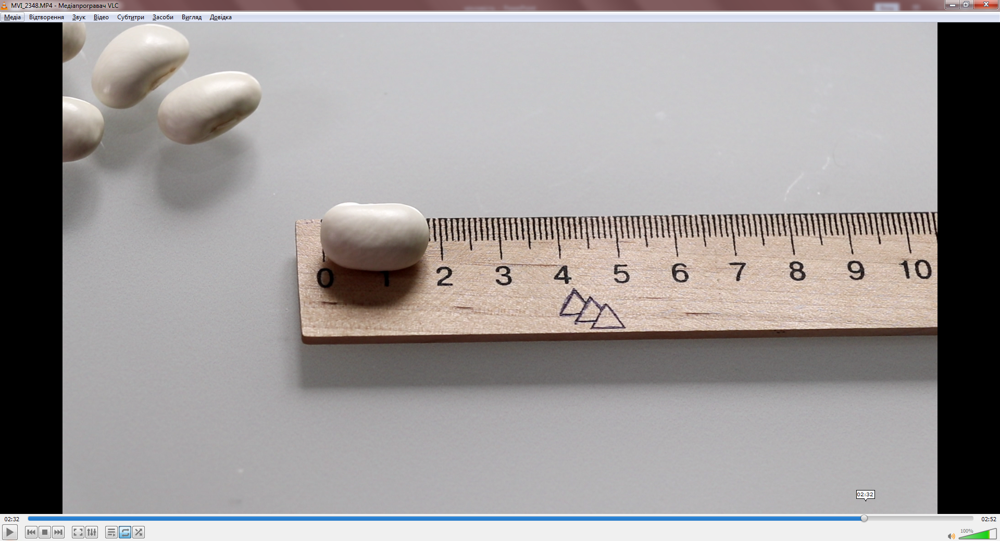 MVI_2348.MP4 - Медіапрогравач VLC
Медіа Відтворення Звук Відео Субтитри Засоби Вигляд Довідка
0 1 2 3 4 5 6 7 8 9 10
02:32
02:32 02:52
100%